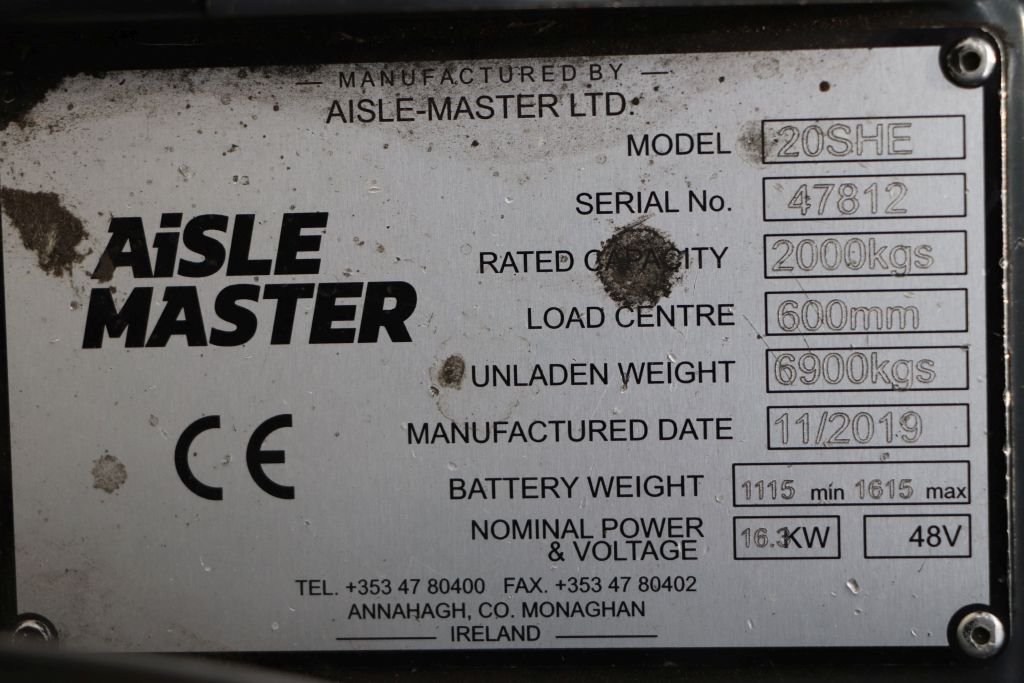 — MANUFACTURED BY —
AISLE-MASTER LTD.
MODEL 20SHE
SERIAL No. 47812
RATED CAPACITY 2000kgs
LOAD CENTRE 600mm
UNLADEN WEIGHT 6900kgs
MANUFACTURED DATE 11/2019
BATTERY WEIGHT 1115 min 1615 max
NOMINAL POWER & VOLTAGE 16.3KW 48V
AiSLE
MASTER
CE
TEL. +353 47 80400 FAX. +353 47 80402
ANNAHAGH, CO. MONAGHAN
IRELAND